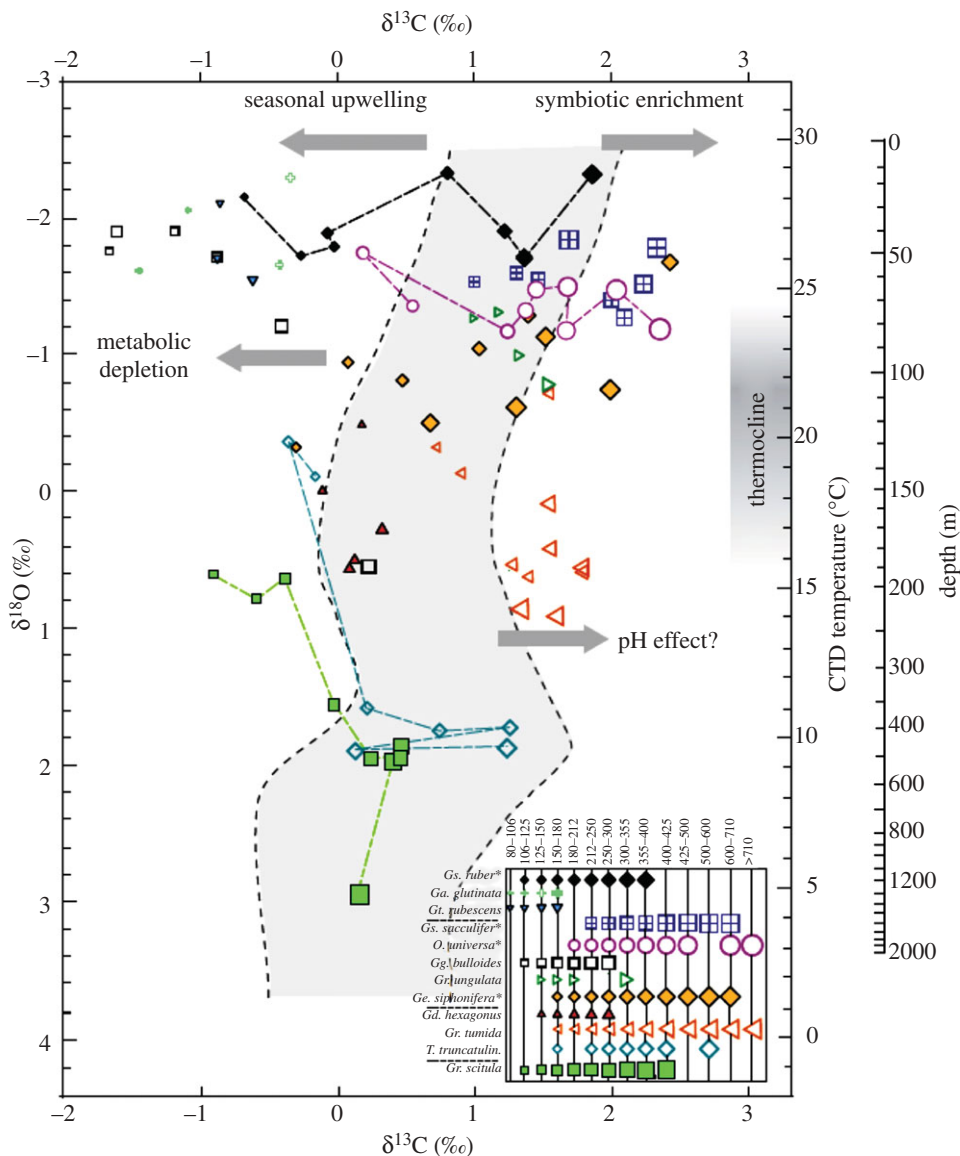 δ13C (‰)
–2 –1 0 1 2
–3 –2 –1 0 1 2 3 4
δ18O (‰)
seasonal upwelling
symbiotic enrichment
metabolic
depletion
pH effect?
thermocline
30 25 20 15 10 5 0
CTD temperature (°C)
0 50 100 150 200 300 400 600 800 1200 2000
depth (m)
80–106 106–125 125–150 150–180 180–212 212–250 250–300 300–355 355–400 400–425 425–500 500–600 600–710 >710
Gs. ruber*
Ga. glutinata
Gt. rubescens
Gs. sacculifer*
O. universa*
Gg. bulloides
Gr. ungulata
Ge. siphonifera*
Gd. hexagonus
Gr. tumida
T. truncatulin.
Gr. scitula
–2 –1 0 1 2
δ13C (‰)